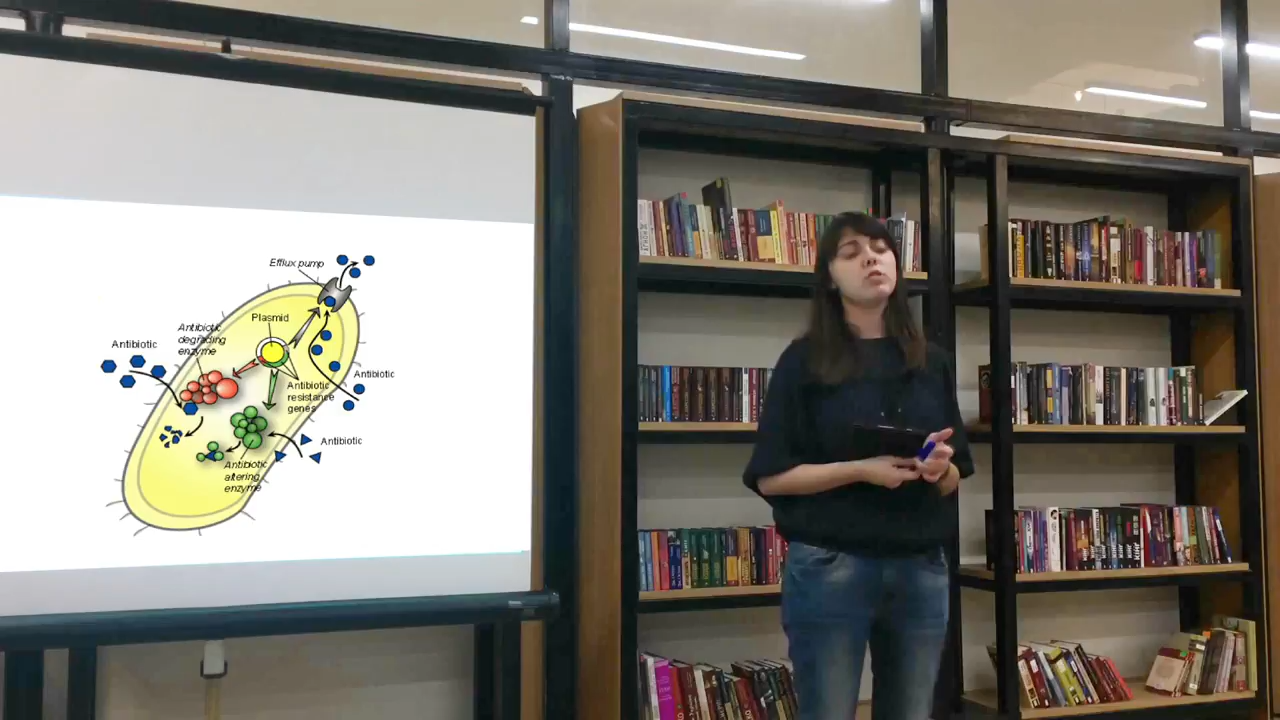 Efflux pump
Plasmid
Antibiotic
degrading
enzyme
Antibiotic
Antibiotic
Antibiotic
resistance
genes
Antibiotic
Antibiotic
altering
enzyme